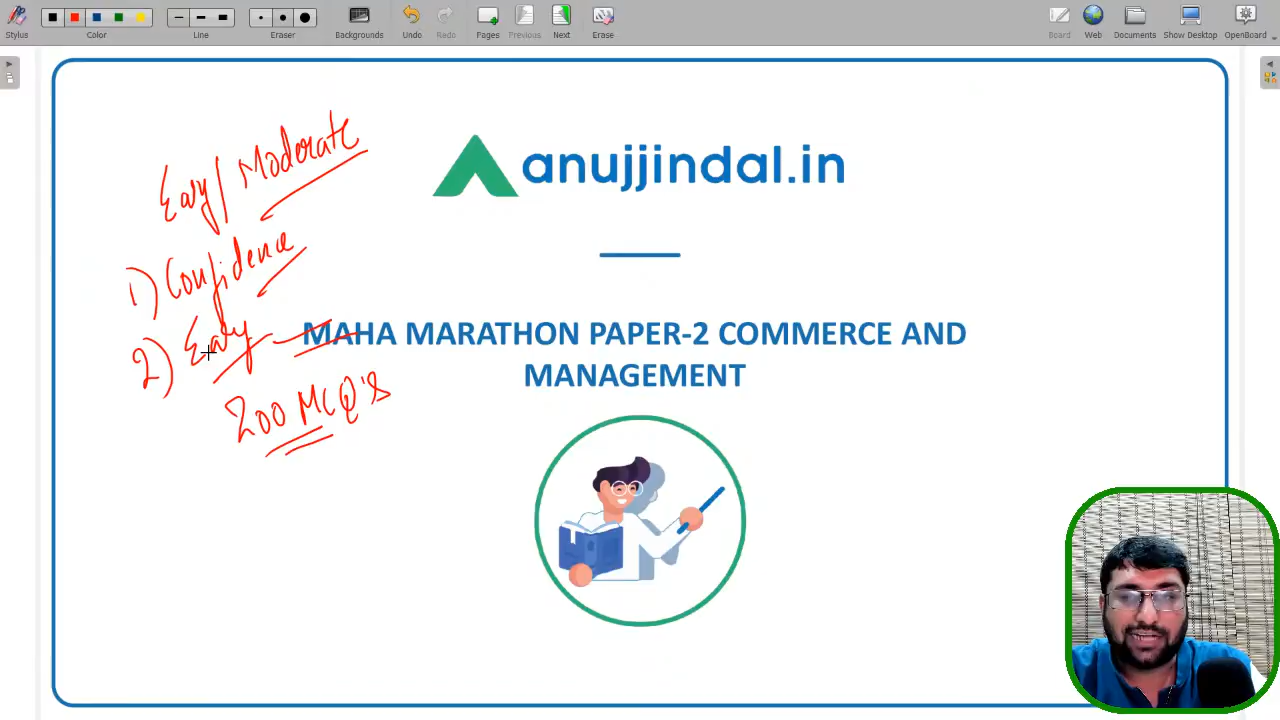 Stylus
Color
Line
Eraser
Backgrounds
Undo
Redo
Pages
Previous
Next
Erase
Board
Web
Documents
Show Desktop
OpenBoard
anujjindal.in
Easy/ Moderate
1) Confidence
2) Easy
200 MCQ's
MAHA MARATHON PAPER-2 COMMERCE AND
MANAGEMENT